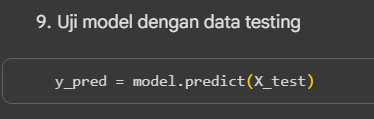 9. Uji model dengan data testing
y_pred = model.predict(X_test)